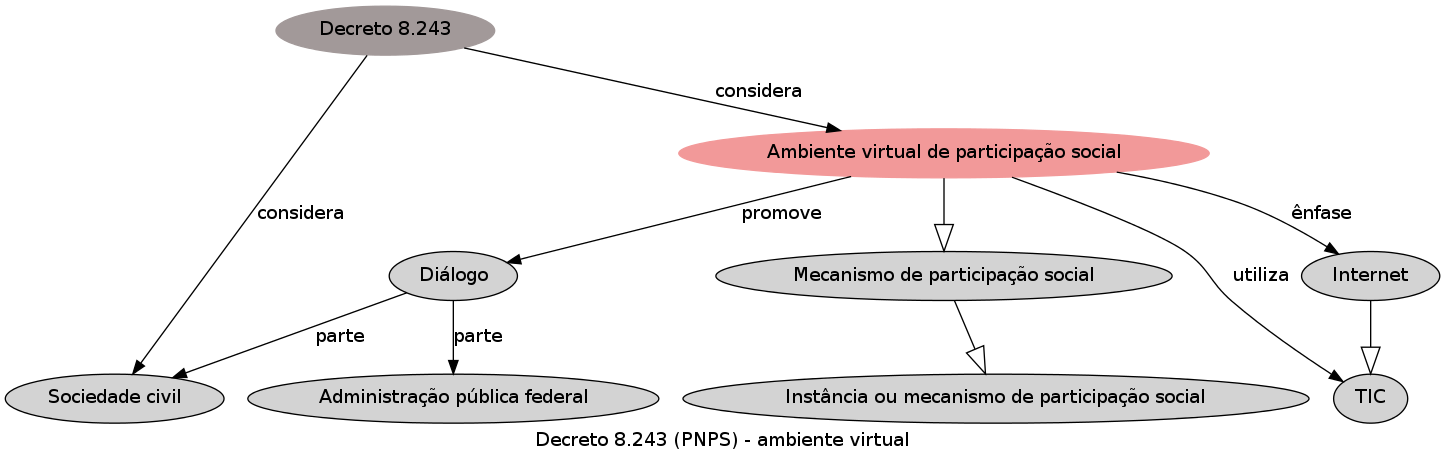 Decreto 8.243
considera
Ambiente virtual de participação social
considera
promove
ênfase
Diálogo
Mecanismo de participação social
utiliza
Internet
parte
parte
Sociedade civil
Administração pública federal
Instância ou mecanismo de participação social
TIC
Decreto 8.243 (PNPS) - ambiente virtual